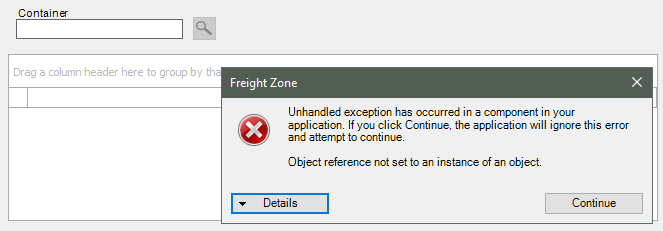 Container
Drag a column header here to group by tha
Freight Zone
Unhandled exception has occurred in a component in your
application. If you click Continue, the application will ignore this error
and attempt to continue.
Object reference not set to an instance of an object.
Details
Continue